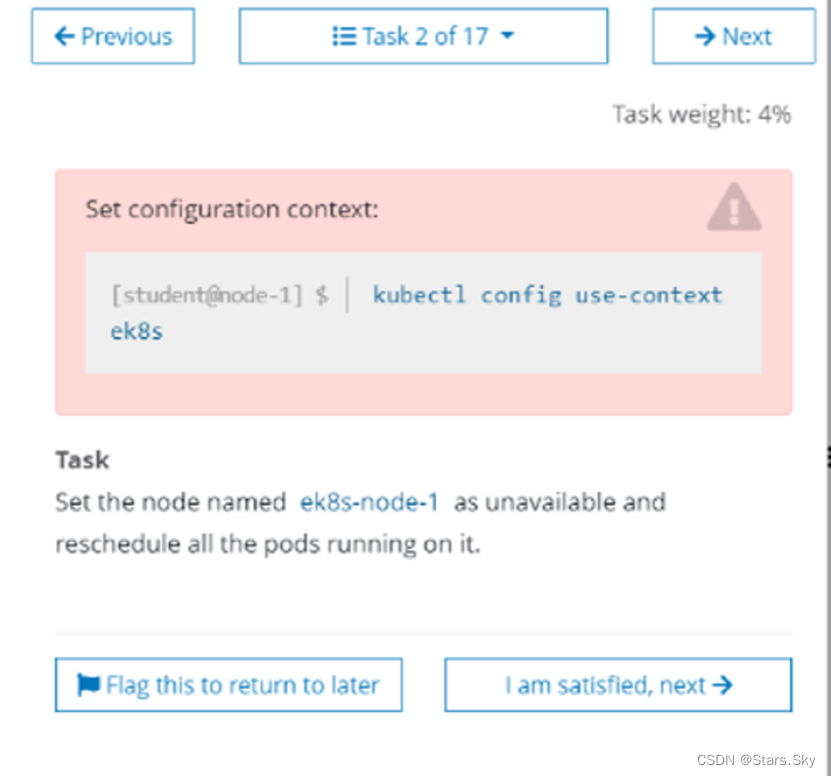 Previous
Task 2 of 17
Next
Task weight: 4%
Set configuration context:
[student@node-1] $ kubectl config use-context
ek8s
Task
Set the node named ek8s-node-1 as unavailable and
reschedule all the pods running on it.
Flag this to return to later
I am satisfied, next
CSDN @Stars.Sky